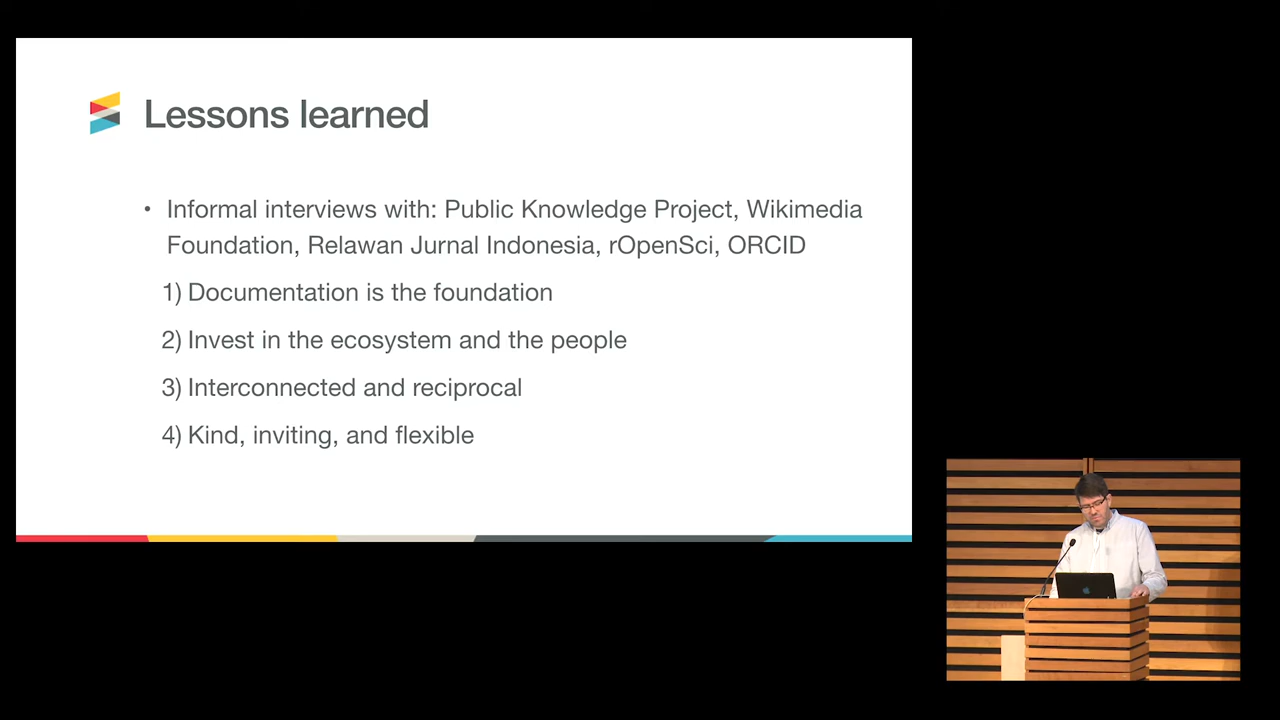 Lessons learned
• Informal interviews with: Public Knowledge Project, Wikimedia
Foundation, Relawan Jurnal Indonesia, rOpenSci, ORCID
1) Documentation is the foundation
2) Invest in the ecosystem and the people
3) Interconnected and reciprocal
4) Kind, inviting, and flexible